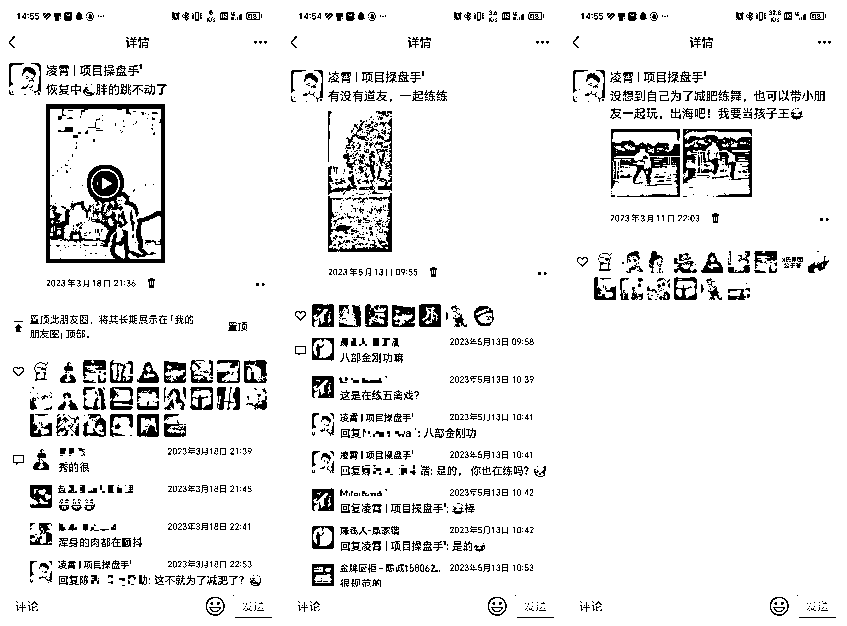 14:55
详情
凌霄 | 项目操盘手
恢复中胖的跳不动了
2023年3月18日 21:36
置顶此朋友圈，将其长期展示在「我的
朋友圈」顶部。
置顶
2023年3月18日 21:39
秀的很
2023年3月18日 21:45
2023年3月18日 22:41
浑身的肉都在抖
凌霄 | 项目操盘手
2023年3月18日 22:53
回复 助: 这不就为了减肥了?
评论
发送
14:54
详情
凌霄 | 项目操盘手
有没有道友，一起练练
2023年5月13日 09:55
2023年5月13日 09:58
八部金刚功嘛
2023年5月13日 10:39
这是在练五禽戏?
凌霄 | 项目操盘手
2023年5月13日 10:41
回复 : 八部金刚功
凌霄 | 项目操盘手
2023年5月13日 10:41
回复 : 是的，你也在练吗?
2023年5月13日 10:42
回复凌霄 | 项目操盘手: 棒
2023年5月13日 10:42
回复凌霄 | 项目操盘手: 是的
2023年5月13日 10:53
很规范的
评论
发送
14:55
详情
凌霄 | 项目操盘手
没想到自己为了减肥练舞，也可以带小朋
友一起玩，出海吧！我要当孩子王
2023年3月11日 22:03
评论
发送